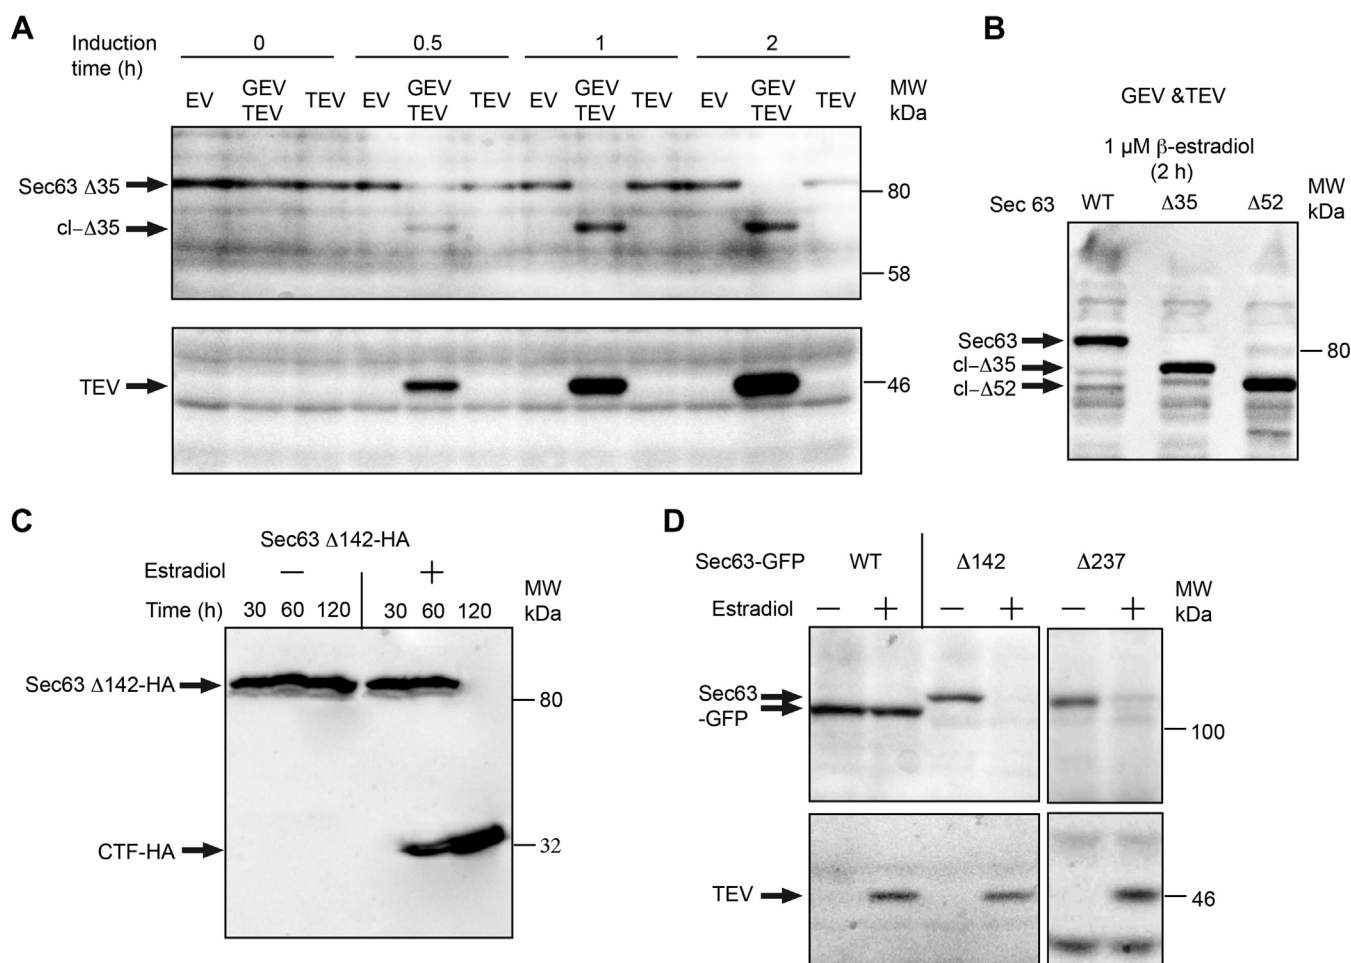 A
Induction time (h)
0 0.5 1 2
EV GEV TEV TEV EV GEV TEV TEV EV GEV TEV TEV EV GEV TEV TEV
MW kDa
Sec63 Δ35
cl–Δ35
80
58
TEV
46
B
GEV &TEV
1 µM β-estradiol
(2 h)
Sec 63 WT Δ35 Δ52
MW kDa
Sec63
cl–Δ35
cl–Δ52
80
C
Sec63 Δ142-HA
Estradiol — +
Time (h) 30 60 120 30 60 120
MW kDa
Sec63 Δ142-HA
80
CTF-HA
32
D
Sec63-GFP WT Δ142 Δ237
Estradiol — + — + — +
MW kDa
Sec63
-GFP
100
TEV
46